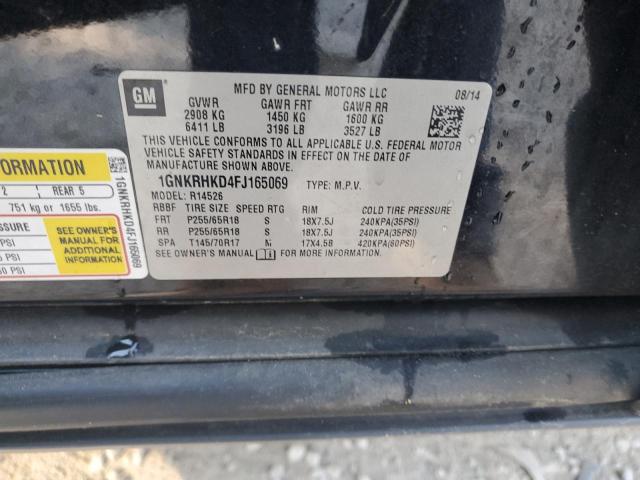 GM
MFD BY GENERAL MOTORS LLC
08/14
GVWR GAWR FRT GAWR RR
2908 KG 1450 KG 1600 KG
6411 LB 3196 LB 3527 LB
THIS VEHICLE CONFORMS TO ALL APPLICABLE U.S. FEDERAL MOTOR
VEHICLE SAFETY STANDARDS IN EFFECT ON THE DATE OF
MANUFACTURE SHOWN ABOVE.
1GNKRHKD4FJ165069 TYPE: M.P.V.
MODEL: R14526
RBBF TIRE SIZE SPEED RTG RIM COLD TIRE PRESSURE
FRT P255/65R18 S 18X7.5J 240KPA(35PSI)
RR P255/65R18 S 18X7.5J 240KPA(35PSI)
SPA T145/70R17 M 17X4.5B 420KPA(60PSI)
SEE OWNER'S MANUAL FOR MORE INFORMATION.
FORMATION
2 REAR 5
751 kg or 1655 lbs.
SEE OWNER'S
MANUAL FOR
ADDITIONAL
INFORMATION
PSI
PSI
0 PSI
1GNKRHKD4FJ165069